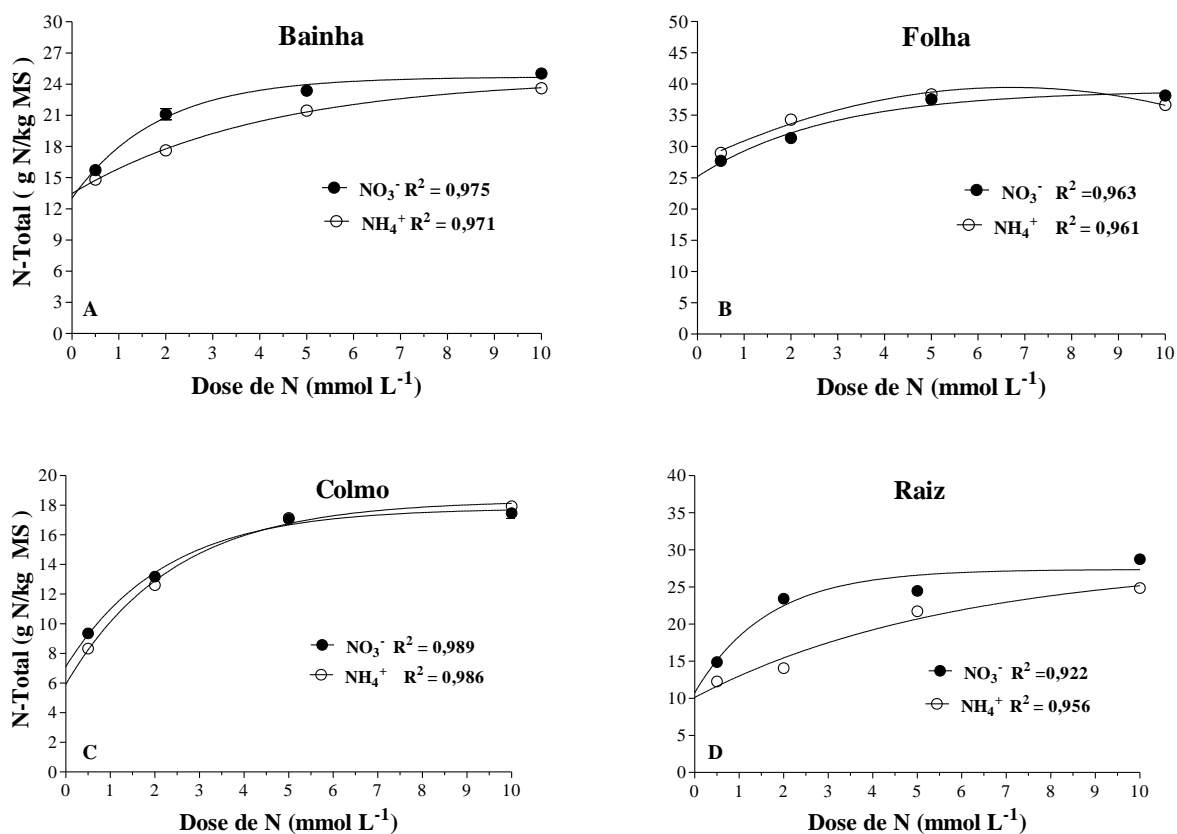 Bainha
N-Total ( g N/kg MS)
30
27
24
21
18
15
12
9
6
3
0
NO₃⁻ R² = 0,975
NH₄⁺ R² = 0,971
A
0 1 2 3 4 5 6 7 8 9 10
Dose de N (mmol L⁻¹)
Folha
50
45
40
35
30
25
20
15
10
5
0
NO₃⁻ R² =0,963
NH₄⁺ R² = 0,961
B
0 1 2 3 4 5 6 7 8 9 10
Dose de N (mmol L⁻¹)
Colmo
N-Total (g N/kg MS)
20
18
16
14
12
10
8
6
4
2
0
NO₃⁻ R² = 0,989
NH₄⁺ R² = 0,986
C
0 1 2 3 4 5 6 7 8 9 10
Dose de N (mmol L⁻¹)
Raiz
40
35
30
25
20
15
10
5
0
NO₃⁻ R² =0,922
NH₄⁺ R² = 0,956
D
0 1 2 3 4 5 6 7 8 9 10
Dose de N (mmol L⁻¹)